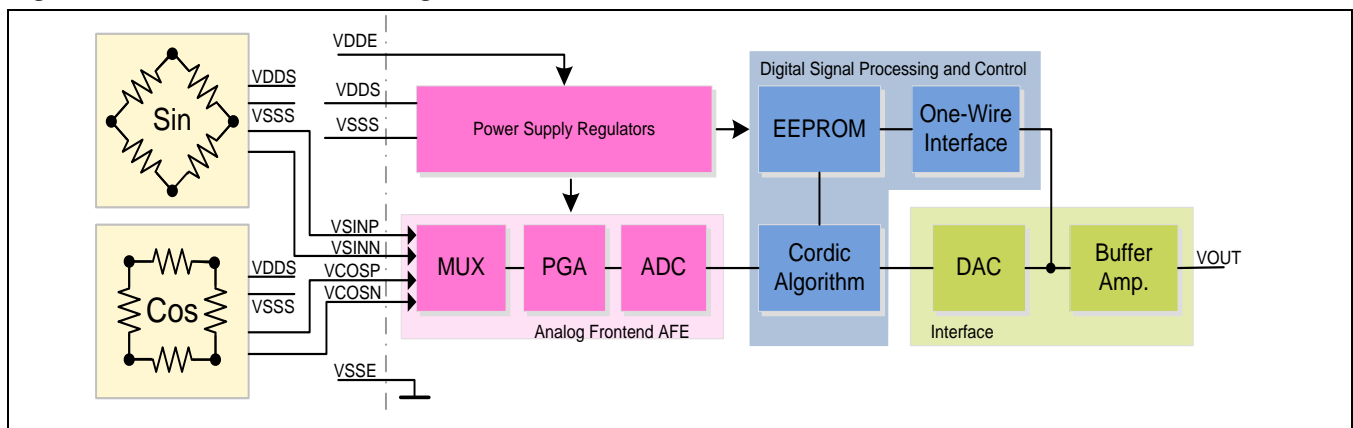 VDDE
VDDS
VSSS
Sin
VDDS
VSSS
Power Supply Regulators
Digital Signal Processing and Control
EEPROM
One-Wire
Interface
VSINP
VSINN
VCOSP
VCOSN
VDDS
VSSS
Cos
MUX
PGA
ADC
Analog Frontend AFE
Cordic
Algorithm
DAC
Buffer
Amp.
Interface
VOUT
VSSE